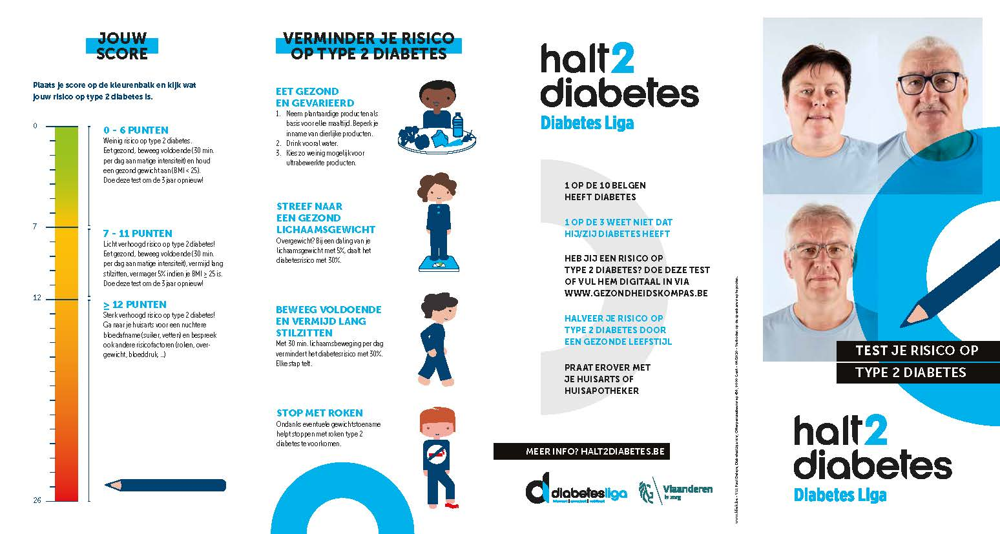 JOUW
SCORE
Plaats je score op de kleurenbalk en kijk wat
jouw risico op type 2 diabetes is.
0
7
12
26
0 - 6 PUNTEN
Weinig risico op type 2 diabetes.
Eet gezond, beweeg voldoende (30 min.
per dag aan matige intensiteit) en houd
een gezond gewicht aan (BMI < 25).
Doe deze test om de 3 jaar opnieuw!
7 - 11 PUNTEN
Licht verhoogd risico op type 2 diabetes!
Eet gezond, beweeg voldoende (30 min.
per dag aan matige intensiteit), vermijd lang
stilzitten, vermager 5% indien je BMI ≥ 25 is.
Doe deze test om de 3 jaar opnieuw!
≥ 12 PUNTEN
Sterk verhoogd risico op type 2 diabetes!
Ga naar je huisarts voor een nuchtere
bloedafname (suiker, vetten) en bespreek
ook andere risicofactoren (roken, over-
gewicht, bloeddruk, ...)
VERMINDER JE RISICO
OP TYPE 2 DIABETES
EET GEZOND
EN GEVARIEERD
1. Neem plantaardige producten als
basis voor elke maaltijd. Beperk je
inname van dierlijke producten.
2. Drink vooral water.
3. Kies zo weinig mogelijk voor
ultrabewerkte producten.
STREEF NAAR
EEN GEZOND
LICHAAMSGEWICHT
Overgewicht? Bij een daling van je
lichaamsgewicht met 5%, daalt het
diabetesrisico met 30%.
BEWEEG VOLDOENDE
EN VERMIJD LANG
STILZITTEN
Met 30 min. lichaamsbeweging per dag
vermindert het diabetesrisico met 30%.
Elke stap telt.
STOP MET ROKEN
Ondanks eventuele gewichtstoename
helpt stoppen met roken type 2
diabetes te voorkomen.
halt2
diabetes
Diabetes Liga
1 OP DE 10 BELGEN
HEEFT DIABETES
1 OP DE 3 WEET NIET DAT
HIJ/ZIJ DIABETES HEEFT
HEB JIJ EEN RISICO OP
TYPE 2 DIABETES? DOE DEZE TEST
OF VUL HEM DIGITAAL IN VIA
WWW.GEZONDHEIDSKOMPAS.BE
HALVEER JE RISICO OP
TYPE 2 DIABETES DOOR
EEN GEZONDE LEEFSTIJL
PRAAT EROVER MET
JE HUISARTS OF
HUISAPOTHEKER
MEER INFO? HALT2DIABETES.BE
diabetesliga
Vlaanderen
is zorg
TEST JE RISICO OP
TYPE 2 DIABETES
halt2
diabetes
Diabetes Liga